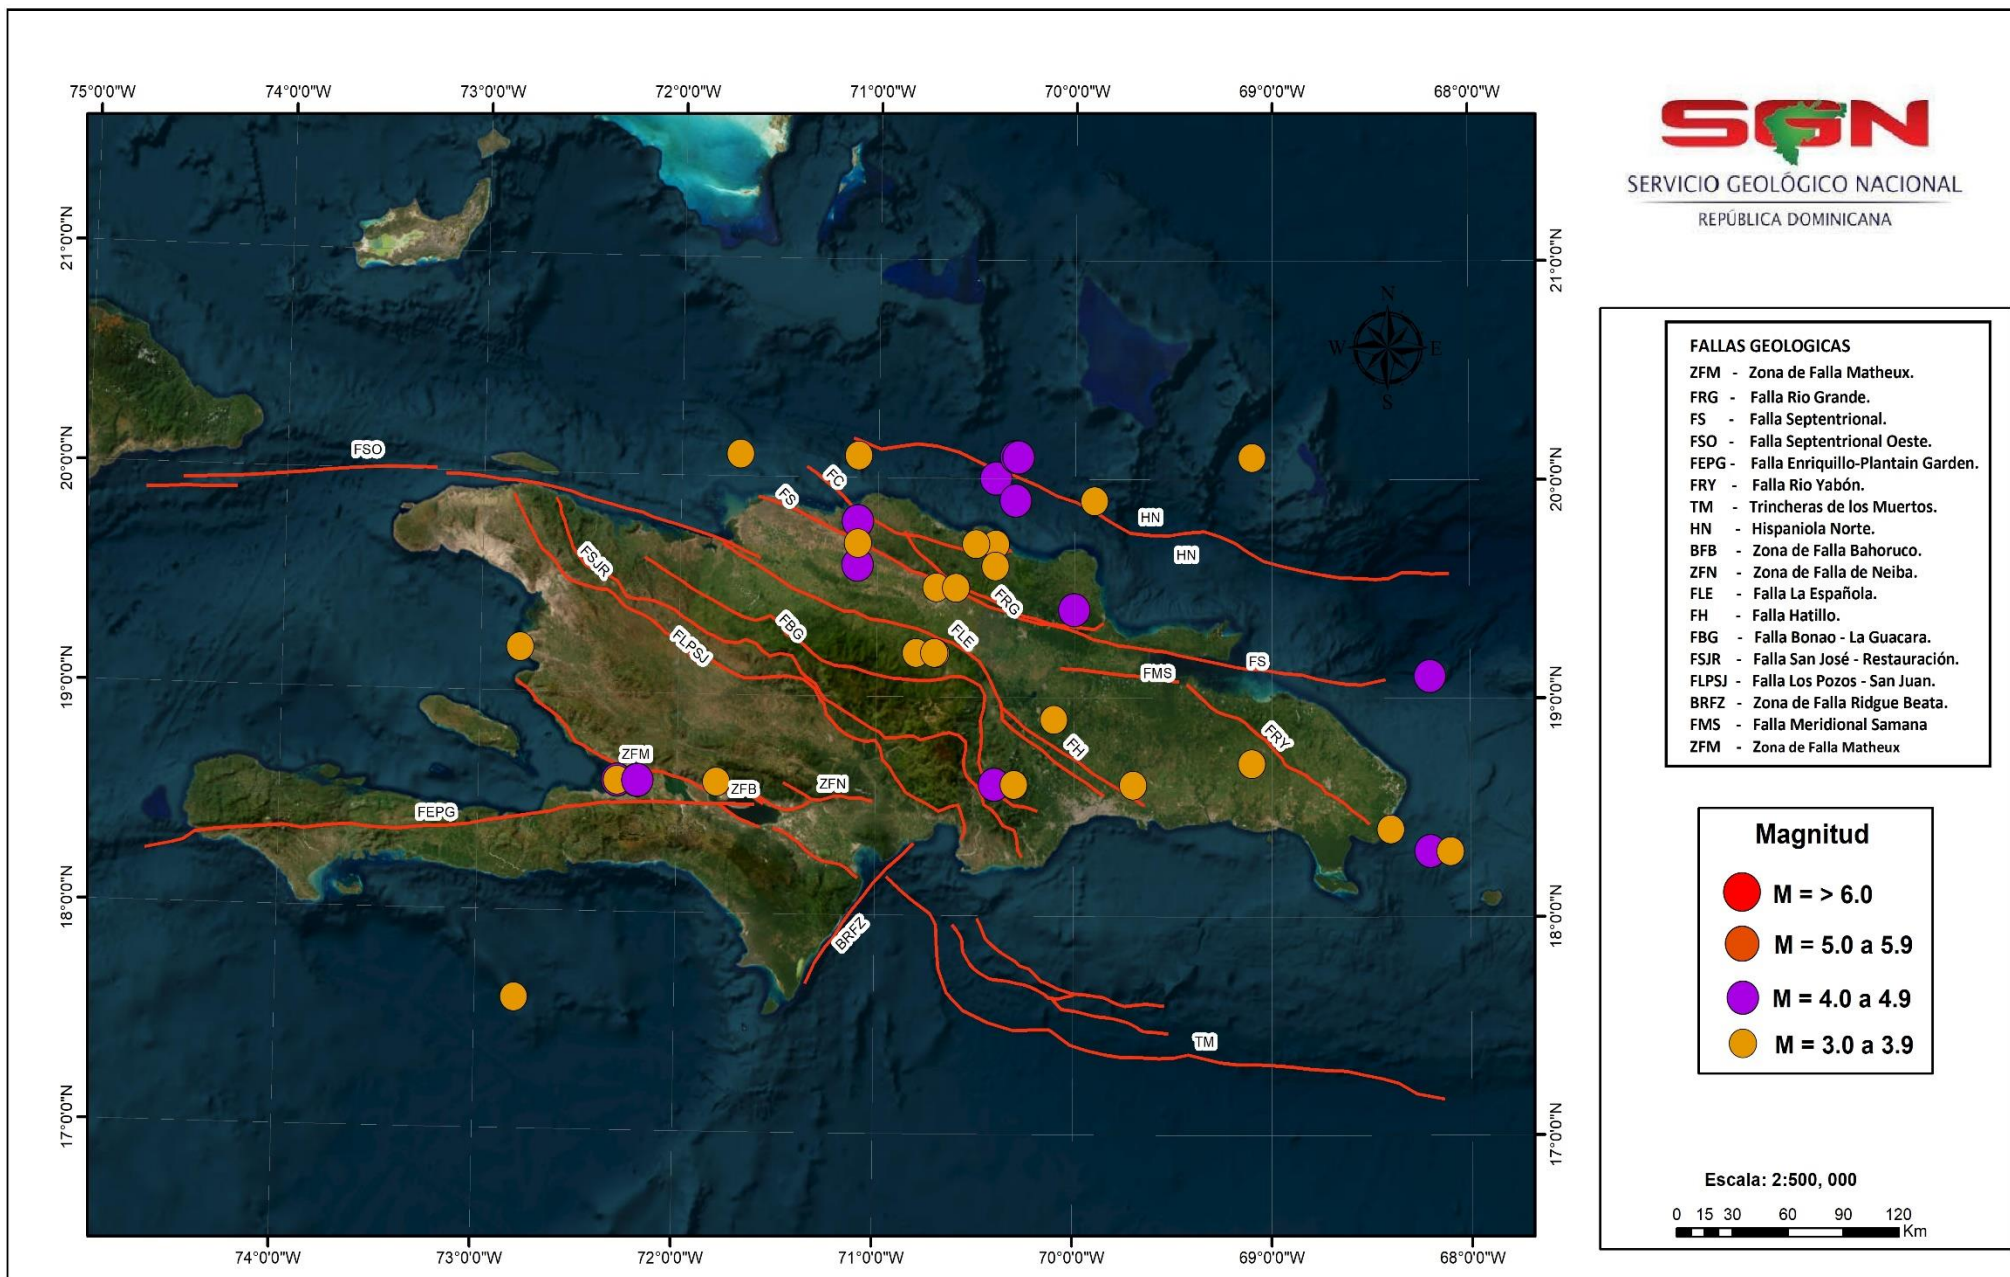 75°0'0"W 74°0'0"W 73°0'0"W 72°0'0"W 71°0'0"W 70°0'0"W 69°0'0"W 68°0'0"W
21°0'0"N
20°0'0"N
19°0'0"N
18°0'0"N
17°0'0"N
N
W E
S
FSO
FC
FS
HN
HN
FSJR
FRG
FBG
FLE
FLPSJ
FS
FMS
FRY
FH
ZFM
ZFN
ZFB
FEPG
BRFZ
TM
21°0'0"N
20°0'0"N
19°0'0"N
18°0'0"N
17°0'0"N
74°0'0"W 73°0'0"W 72°0'0"W 71°0'0"W 70°0'0"W 69°0'0"W 68°0'0"W
SGN
SERVICIO GEOLÓGICO NACIONAL
REPÚBLICA DOMINICANA
FALLAS GEOLOGICAS
ZFM - Zona de Falla Matheux.
FRG - Falla Rio Grande.
FS - Falla Septentrional.
FSO - Falla Septentrional Oeste.
FEPG - Falla Enriquillo-Plantain Garden.
FRY - Falla Rio Yabón.
TM - Trincheras de los Muertos.
HN - Hispaniola Norte.
BFB - Zona de Falla Bahoruco.
ZFN - Zona de Falla de Neiba.
FLE - Falla La Española.
FH - Falla Hatillo.
FBG - Falla Bonao - La Guacara.
FSJR - Falla San José - Restauración.
FLPSJ - Falla Los Pozos - San Juan.
BRFZ - Zona de Falla Ridgue Beata.
FMS - Falla Meridional Samana
ZFM - Zona de Falla Matheux
Magnitud
M = > 6.0
M = 5.0 a 5.9
M = 4.0 a 4.9
M = 3.0 a 3.9
Escala: 2:500, 000
0 15 30 60 90 120
Km